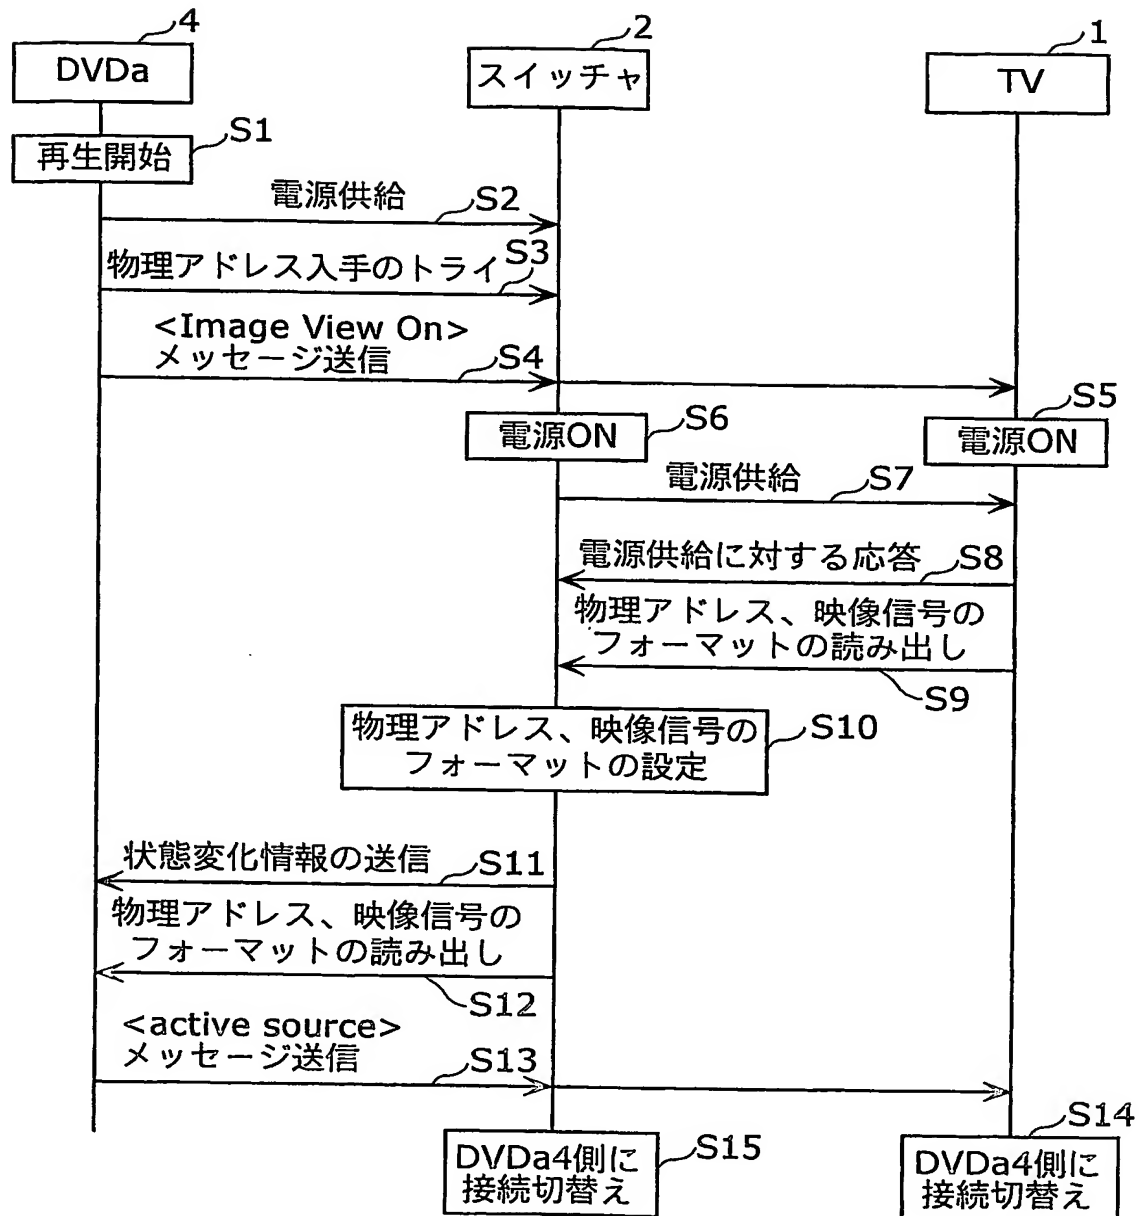 4
DVDa
2
スイッチャ
1
TV
再生開始
S1
電源供給
S2
物理アドレス入手のトライ
S3
<Image View On>
メッセージ送信
S4
電源ON
S6
電源ON
S5
電源供給
S7
電源供給に対する応答
S8
物理アドレス、映像信号の
フォーマットの読み出し
S9
物理アドレス、映像信号の
フォーマットの設定
S10
状態変化情報の送信
S11
物理アドレス、映像信号の
フォーマットの読み出し
S12
<active source>
メッセージ送信
S13
DVDa4側に
接続切替え
S15
DVDa4側に
接続切替え
S14